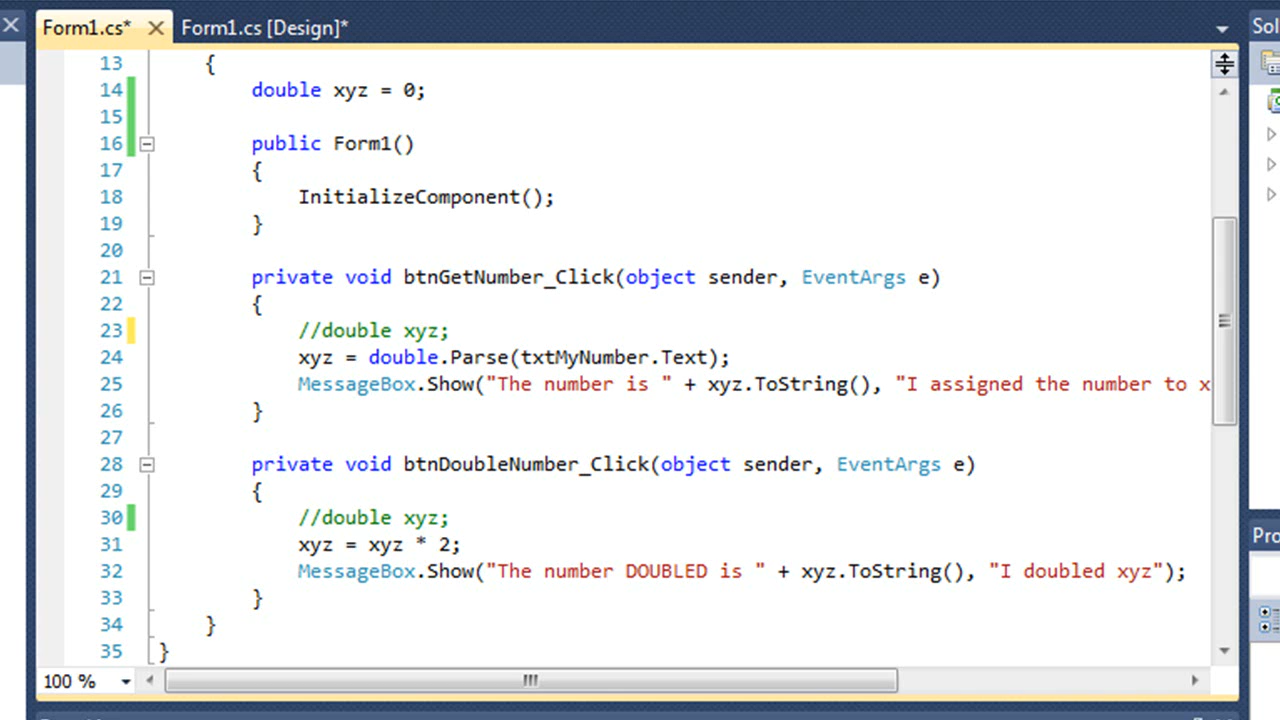 Form1.cs* Form1.cs [Design]* Sol
13 {
14 double xyz = 0;
15
16 public Form1()
17 {
18 InitializeComponent();
19 }
20
21 private void btnGetNumber_Click(object sender, EventArgs e)
22 {
23 //double xyz;
24 xyz = double.Parse(txtMyNumber.Text);
25 MessageBox.Show("The number is " + xyz.ToString(), "I assigned the number to x
26 }
27
28 private void btnDoubleNumber_Click(object sender, EventArgs e)
29 {
30 //double xyz;
31 xyz = xyz * 2;
32 MessageBox.Show("The number DOUBLED is " + xyz.ToString(), "I doubled xyz");
33 }
34 }
35 }
Pro
100 %